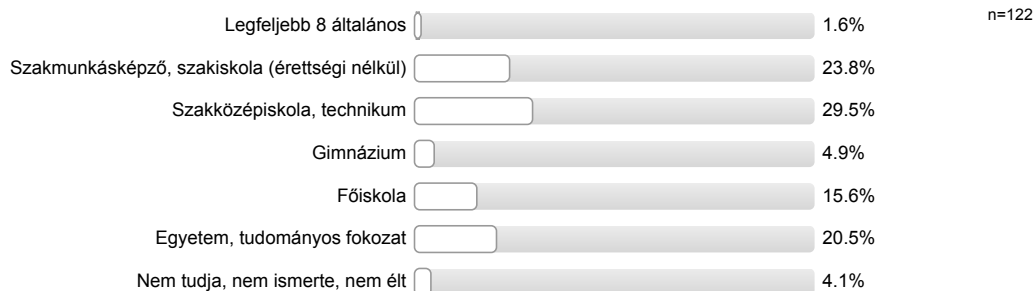 Legfeljebb 8 általános 1.6% n=122
Szakmunkásképző, szakiskola (érettségi nélkül) 23.8%
Szakközépiskola, technikum 29.5%
Gimnázium 4.9%
Főiskola 15.6%
Egyetem, tudományos fokozat 20.5%
Nem tudja, nem ismerte, nem élt 4.1%